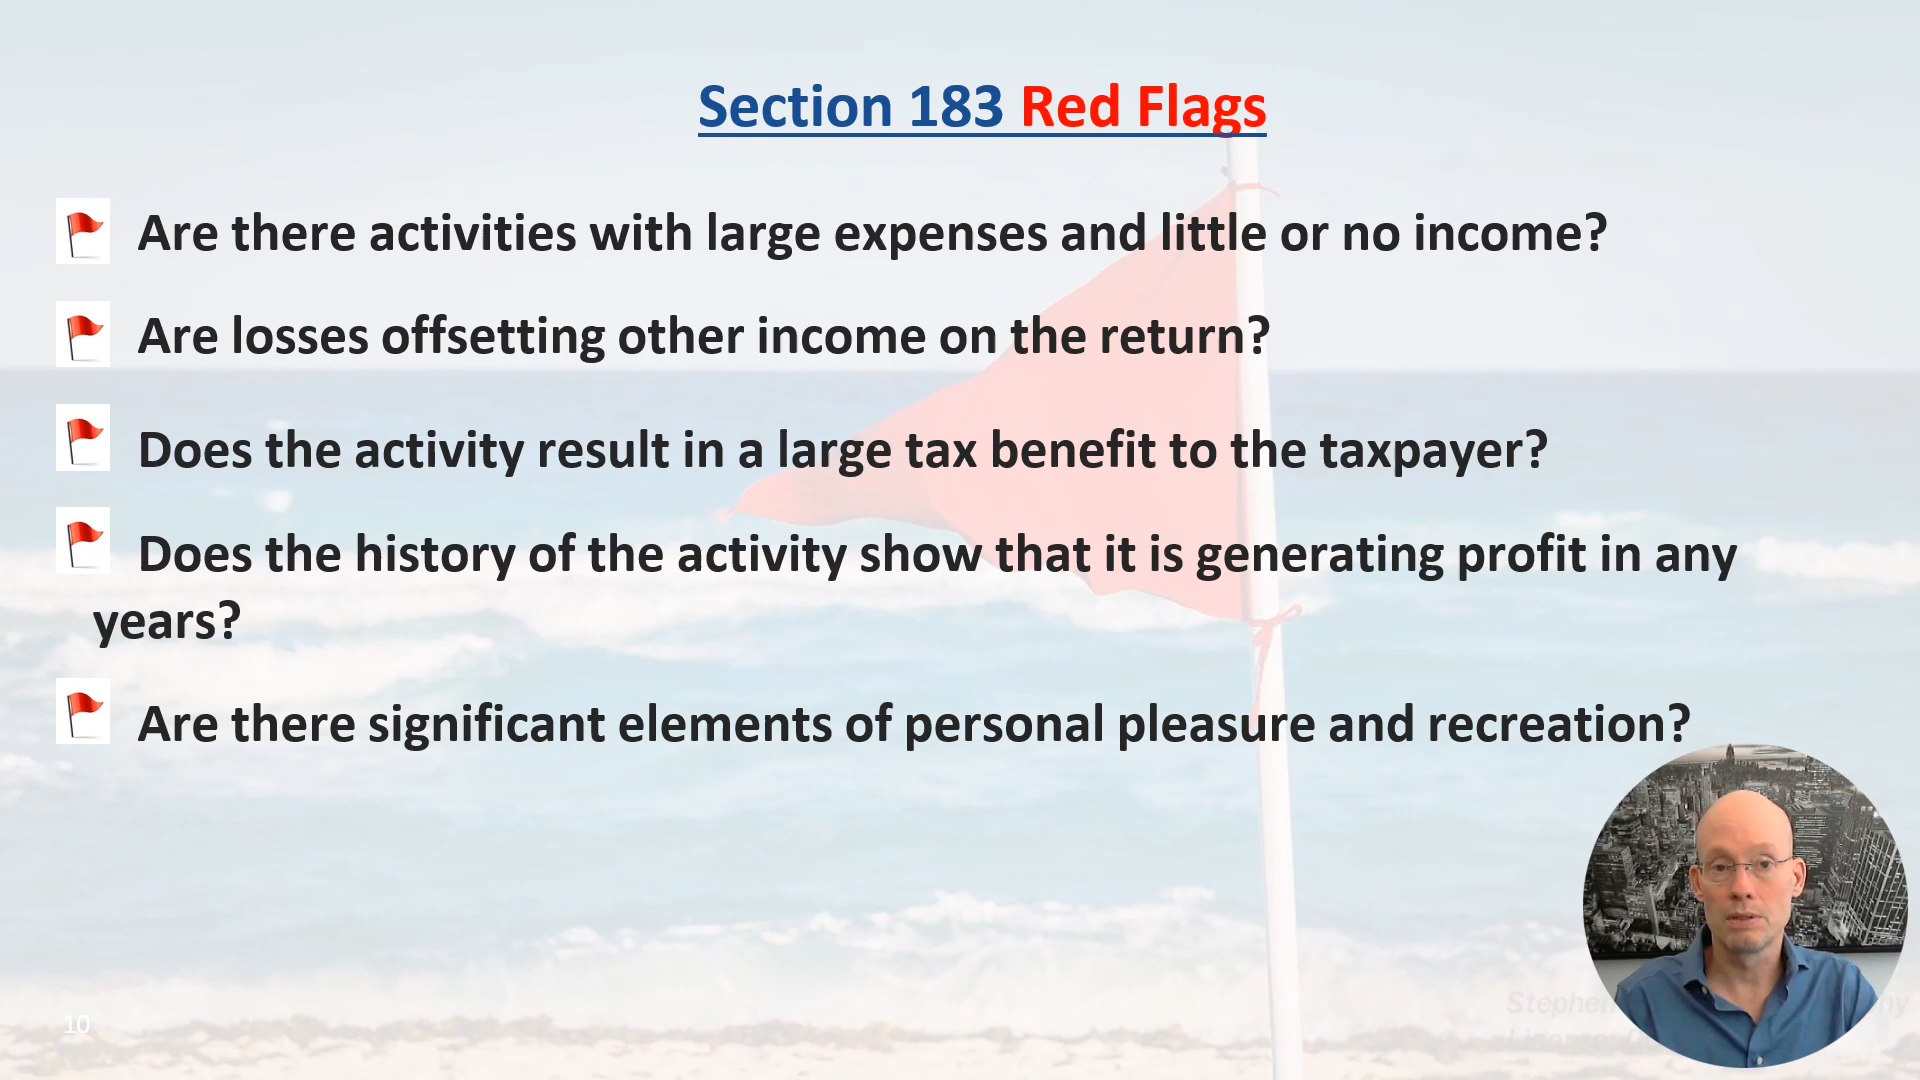 Section 183 Red Flags
Are there activities with large expenses and little or no income?
Are losses offsetting other income on the return?
Does the activity result in a large tax benefit to the taxpayer?
Does the history of the activity show that it is generating profit in any
years?
Are there significant elements of personal pleasure and recreation?
10